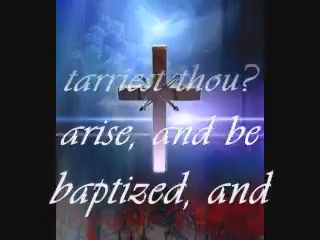 tarriest thou?
arise, and be
baptized, and